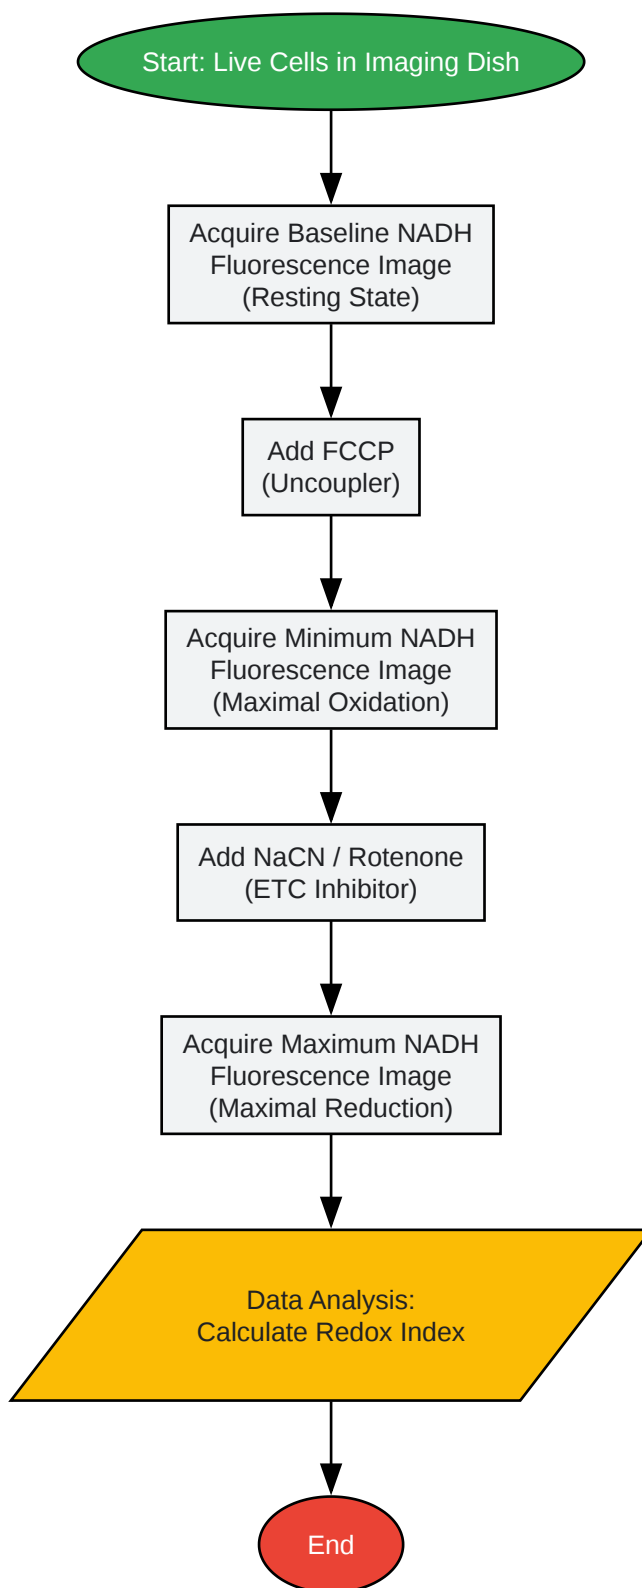 Start: Live Cells in Imaging Dish
Acquire Baseline NADH
Fluorescence Image
(Resting State)
Add FCCP
(Uncoupler)
Acquire Minimum NADH
Fluorescence Image
(Maximal Oxidation)
Add NaCN / Rotenone
(ETC Inhibitor)
Acquire Maximum NADH
Fluorescence Image
(Maximal Reduction)
Data Analysis:
Calculate Redox Index
End